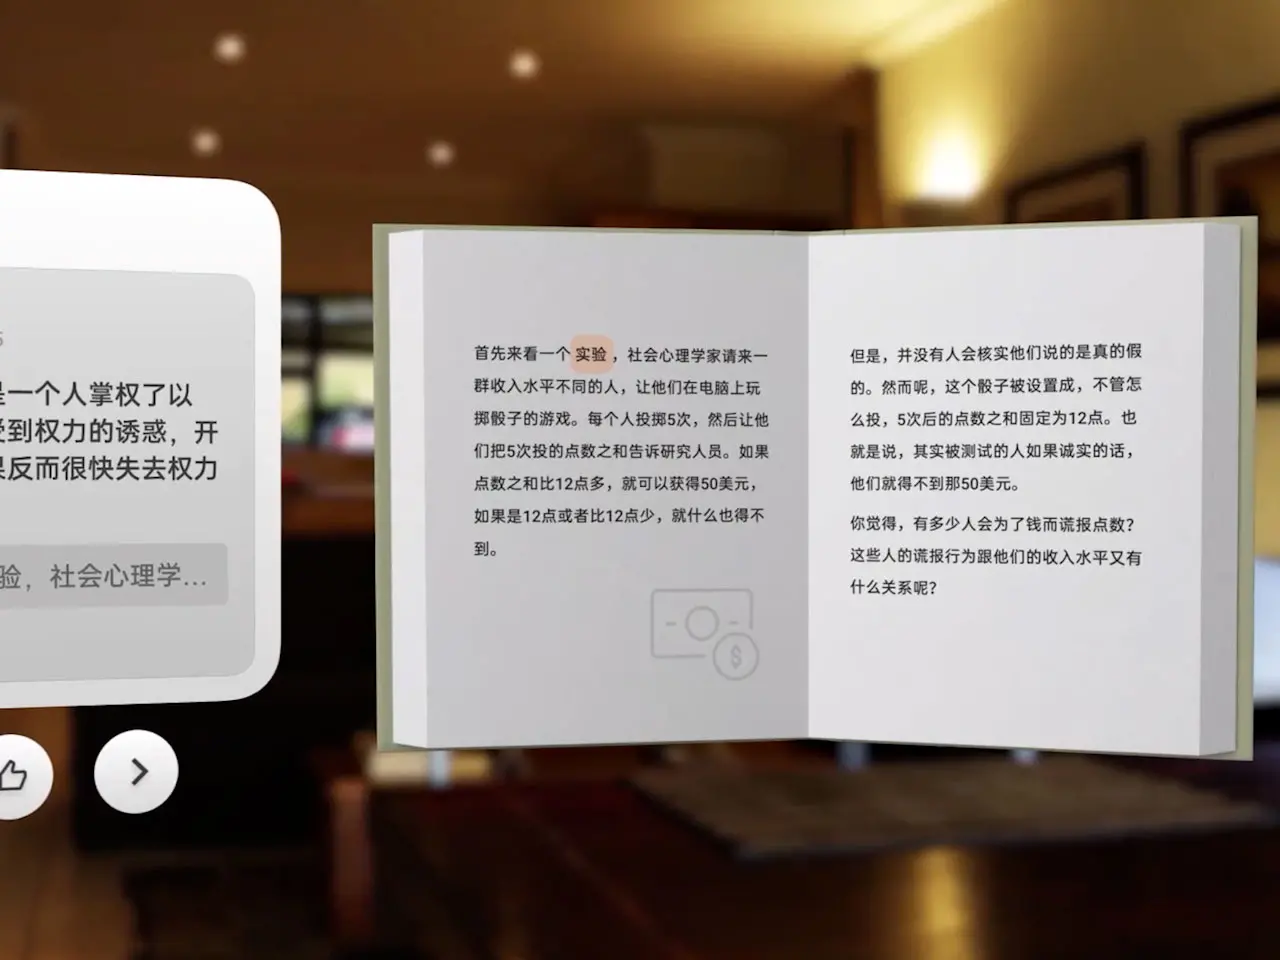 是一个人掌权了以
受到权力的诱惑，开
果反而很快失去权力
验，社会心理学...
首先来看一个 实验 ，社会心理学家请来一
群收入水平不同的人，让他们在电脑上玩
掷骰子的游戏。每个人投掷5次，然后让他
们把5次投的点数之和告诉研究人员。如果
点数之和比12点多，就可以获得50美元，
如果是12点或者比12点少，就什么也得不
到。
但是，并没有人会核实他们说的是真的假
的。然而呢，这个骰子被设置成，不管怎
么投，5次后的点数之和固定为12点。也
就是说，其实被测试的人如果诚实的话，
他们就得不到那50美元。
你觉得，有多少人会为了钱而谎报点数？
这些人的谎报行为跟他们的收入水平又有
什么关系呢？